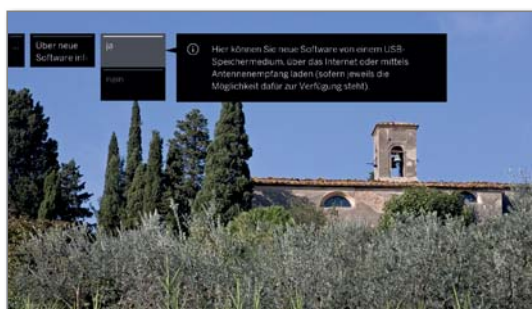 Über neue
Software inf-
ja
nein
Hier können Sie neue Software von einem USB-
Speichermedium, über das Internet oder mittels
Antennenempfang laden (sofern jeweils die
Möglichkeit dafür zur Verfügung steht).